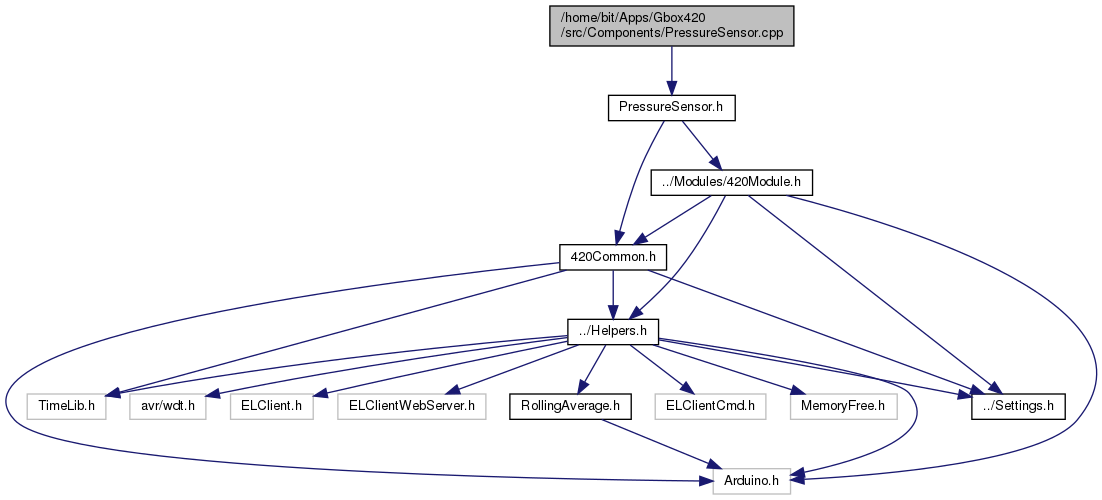 /home/bit/Apps/Gbox420
/src/Components/PressureSensor.cpp
PressureSensor.h
../Modules/420Module.h
420Common.h
../Helpers.h
TimeLib.h
avr/wdt.h
ELClient.h
ELClientWebServer.h
RollingAverage.h
ELClientCmd.h
MemoryFree.h
../Settings.h
Arduino.h